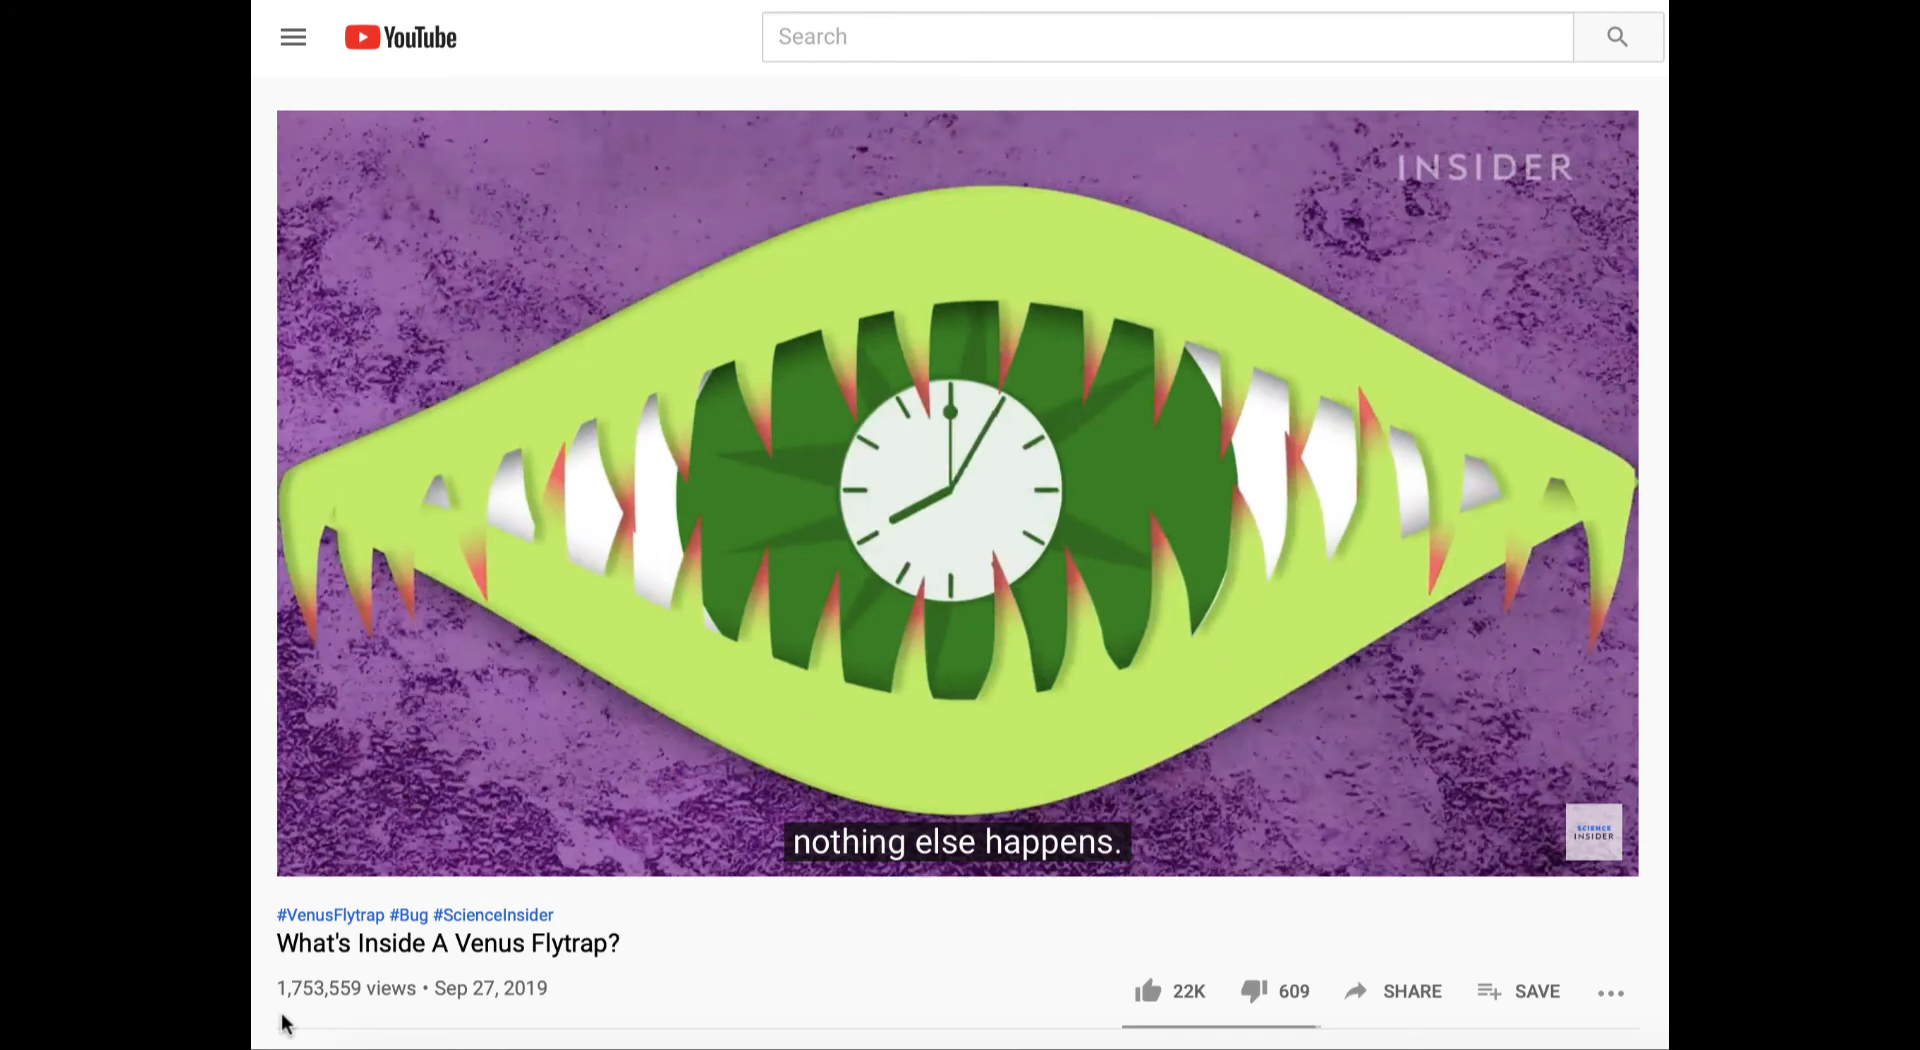 YouTube
Search
INSIDER
nothing else happens.
SCIENCE
INSIDER
#VenusFlytrap #Bug #ScienceInsider
What's Inside A Venus Flytrap?
1,753,559 views • Sep 27, 2019
22K 609 SHARE SAVE